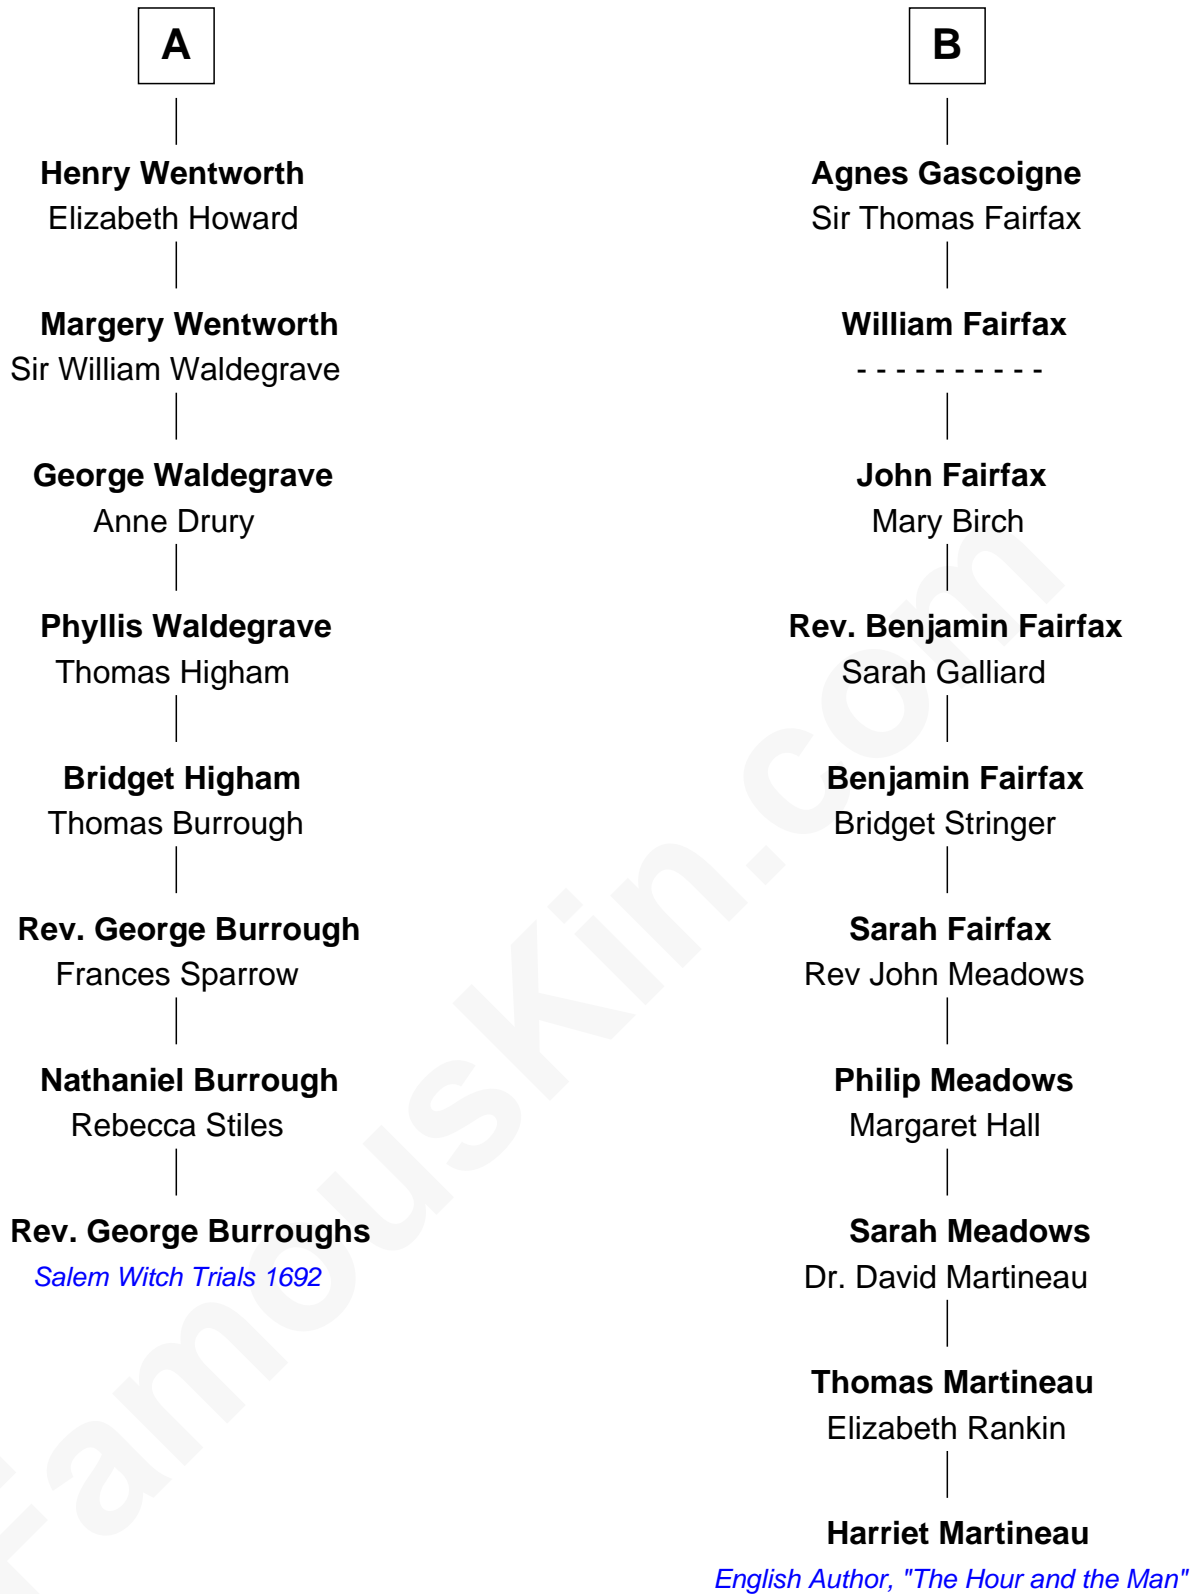 A
Henry Wentworth
Elizabeth Howard
Margery Wentworth
Sir William Waldegrave
George Waldegrave
Anne Drury
Phyllis Waldegrave
Thomas Higham
Bridget Higham
Thomas Burrough
Rev. George Burrough
Frances Sparrow
Nathaniel Burrough
Rebecca Stiles
Rev. George Burroughs
Salem Witch Trials 1692
B
Agnes Gascoigne
Sir Thomas Fairfax
William Fairfax
- - - - - - - - - -
John Fairfax
Mary Birch
Rev. Benjamin Fairfax
Sarah Galliard
Benjamin Fairfax
Bridget Stringer
Sarah Fairfax
Rev John Meadows
Philip Meadows
Margaret Hall
Sarah Meadows
Dr. David Martineau
Thomas Martineau
Elizabeth Rankin
Harriet Martineau
English Author, "The Hour and the Man"
FamousKin.com